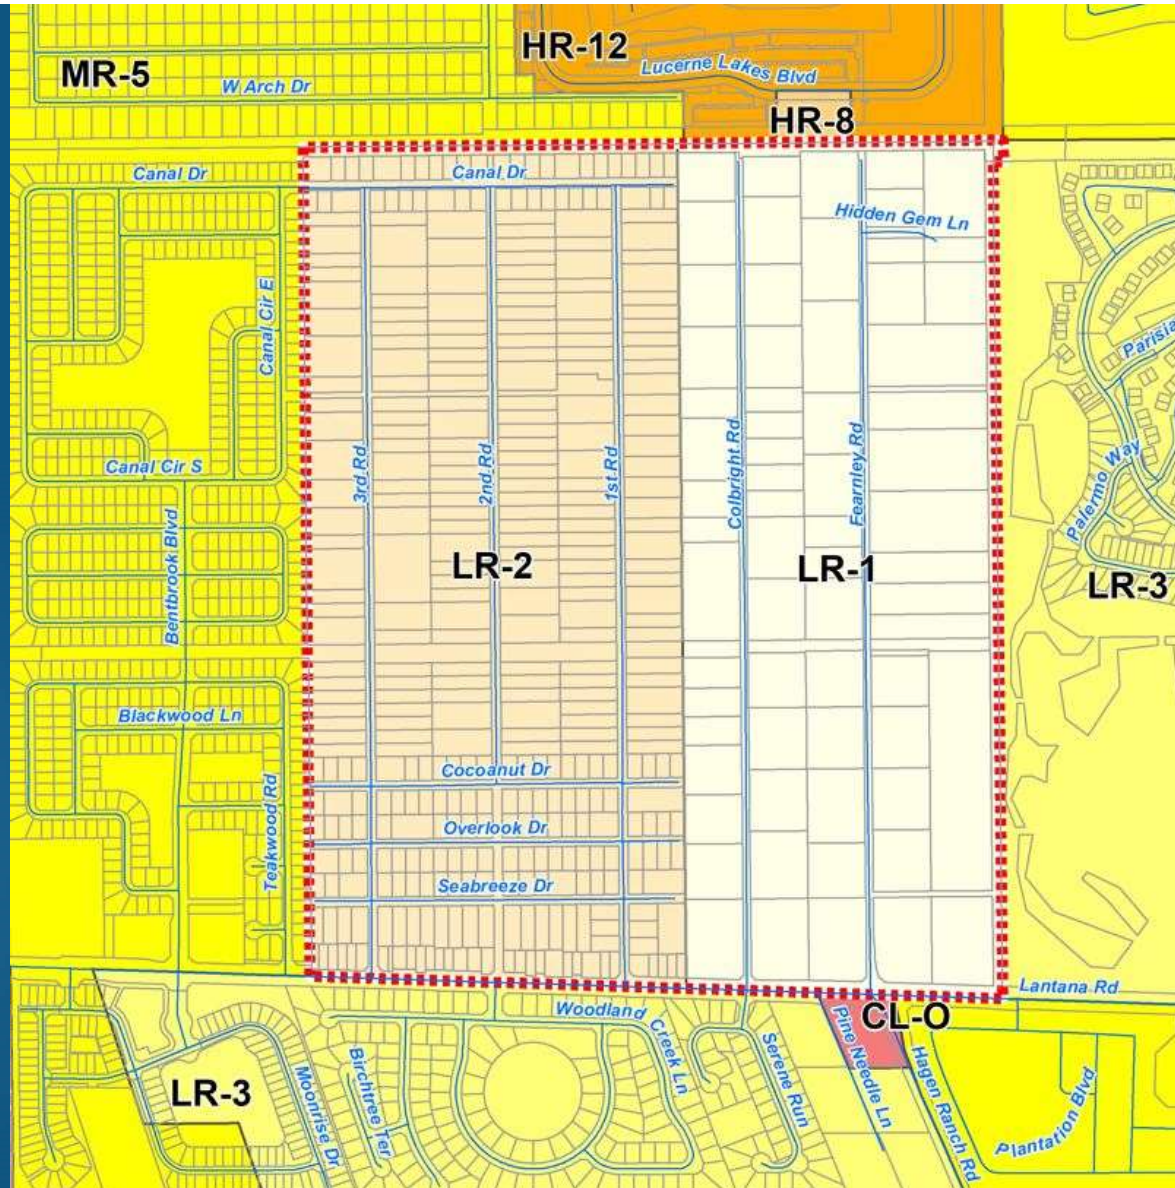 HR-12
MR-5
Lucerne Lakes Blvd
W Arch Dr
HR-8
Canal Dr
Canal Dr
Hidden Gem Ln
Canal Cir E
Parisia
3rd Rd
2nd Rd
1st Rd
Colbright Rd
Fearnley Rd
Palermo Way
Canal Cir S
Bentbrook Blvd
LR-2
LR-1
LR-3
Blackwood Ln
Cocoanut Dr
Teakwood Rd
Overlook Dr
Seabreeze Dr
Lantana Rd
Woodland Creek Ln
CL-O
Pine Needle Ln
Hagen Ranch Rd
Serene Run
Birchtree Ter
Moonrise Dr
LR-3
Plantation Blvd